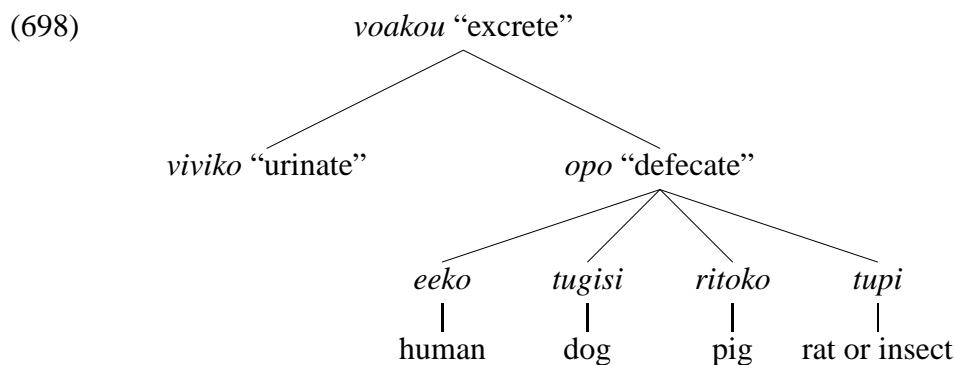 (698) voakou “excrete”
viviko “urinate” opo “defecate”
eeko tugisi ritoko tupi
human dog pig rat or insect